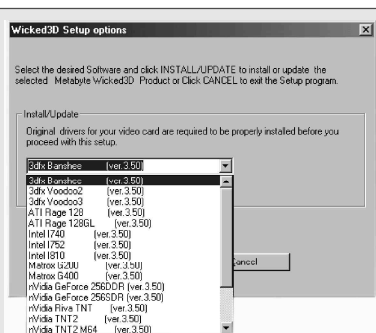 Wicked3D Setup options
Select the desired Software and click INSTALL/UPDATE to install or update the
selected Metabyte Wicked3D Product or Click CANCEL to exit the Setup program.
Install/Update
Original drivers for your video card are required to be properly installed before you
proceed with this setup.
3dfx Banshee (ver.3.50)
3dfx Banshee (ver.3.50)
3dfx Voodoo2 (ver.3.50)
3dfx Voodoo3 (ver.3.50)
ATI Rage 128 (ver.3.50)
ATI Rage 128GL (ver.3.50)
Intel I740 (ver.3.50)
Intel I752 (ver.3.50)
Intel I810 (ver.3.50)
Matrox G200 (ver.3.50)
Cancel
Matrox G400 (ver.3.50)
nVidia GeForce 256DDR (ver.3.50)
nVidia GeForce 256SDR (ver.3.50)
nVidia Riva TNT (ver.3.50)
nVidia TNT2 (ver.3.50)
nVidia TNT2 M64 (ver.3.50)